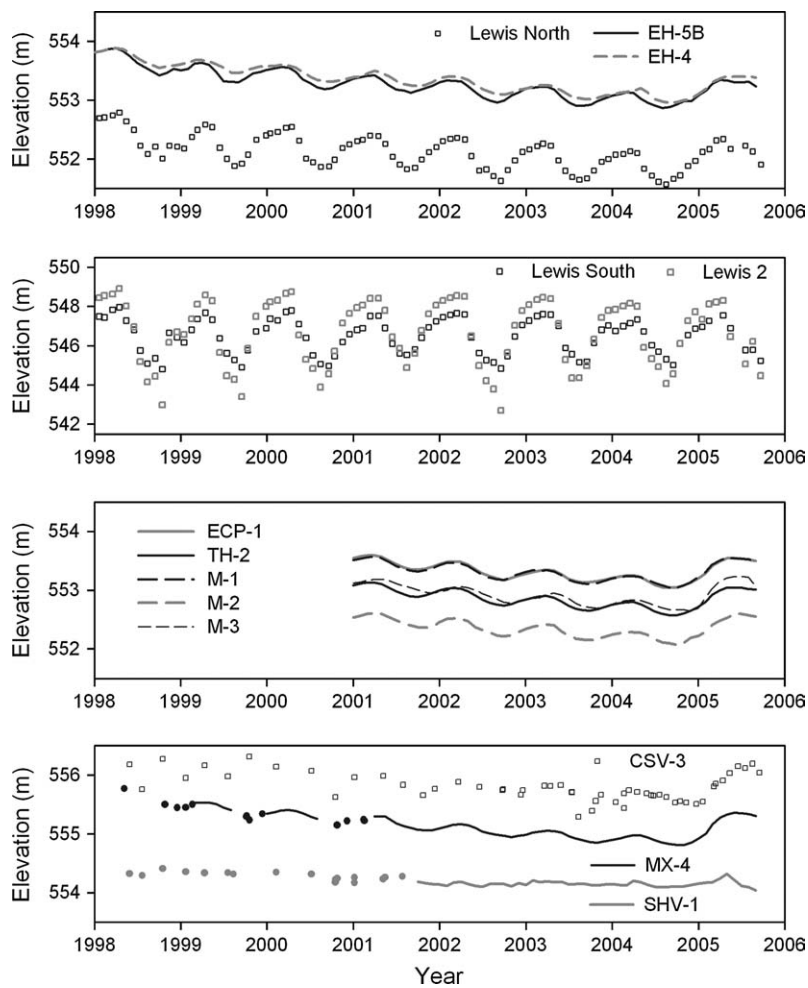 Lewis North EH-5B
EH-4
Elevation (m)
554
553
552
1998 1999 2000 2001 2002 2003 2004 2005 2006
Lewis South Lewis 2
Elevation (m)
550
548
546
544
542
1998 1999 2000 2001 2002 2003 2004 2005 2006
ECP-1
TH-2
M-1
M-2
M-3
Elevation (m)
554
553
552
1998 1999 2000 2001 2002 2003 2004 2005 2006
CSV-3
MX-4
SHV-1
Elevation (m)
556
555
554
1998 1999 2000 2001 2002 2003 2004 2005 2006
Year